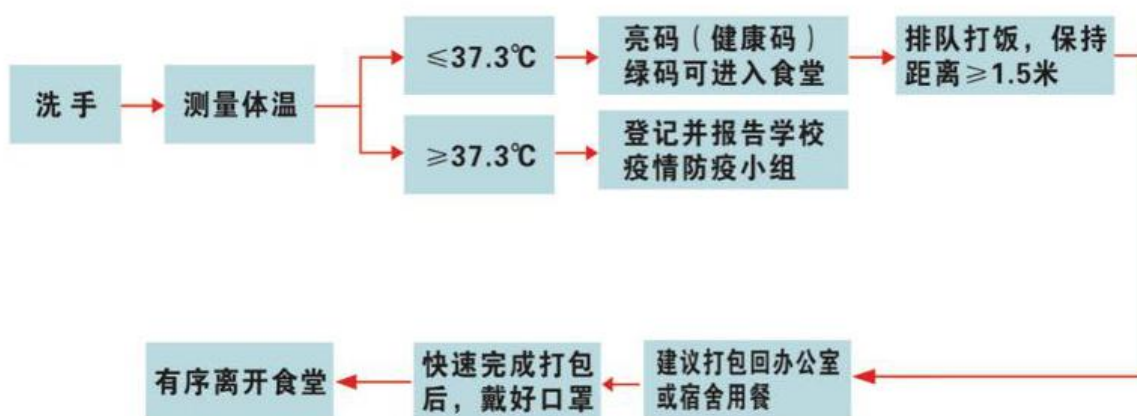 洗手
测量体温
≤37.3℃
亮码（健康码）
绿码可进入食堂
排队打饭，保持
距离≥1.5米
≥37.3℃
登记并报告学校
疫情防疫小组
建议打包回办公室
或宿舍用餐
快速完成打包
后，戴好口罩
有序离开食堂